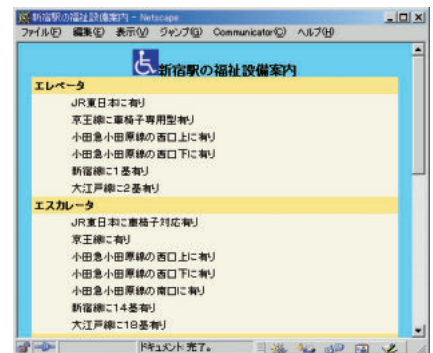 新宿駅の福祉設備案内 - Netscape
ファイル(F) 編集(E) 表示(V) ジャンプ(G) Communicator(C) ヘルプ(H)
新宿駅の福祉設備案内
エレベータ
JR東日本に有り
京王線に車椅子専用型有り
小田急小田原線の西口上に有り
小田急小田原線の西口下に有り
新宿線に1基有り
大江戸線に2基有り
エスカレータ
JR東日本に車椅子対応有り
京王線に有り
小田急小田原線の西口上に有り
小田急小田原線の西口下に有り
小田急小田原線の南口に有り
新宿線に14基有り
大江戸線に18基有り
ドキュメント:完了。